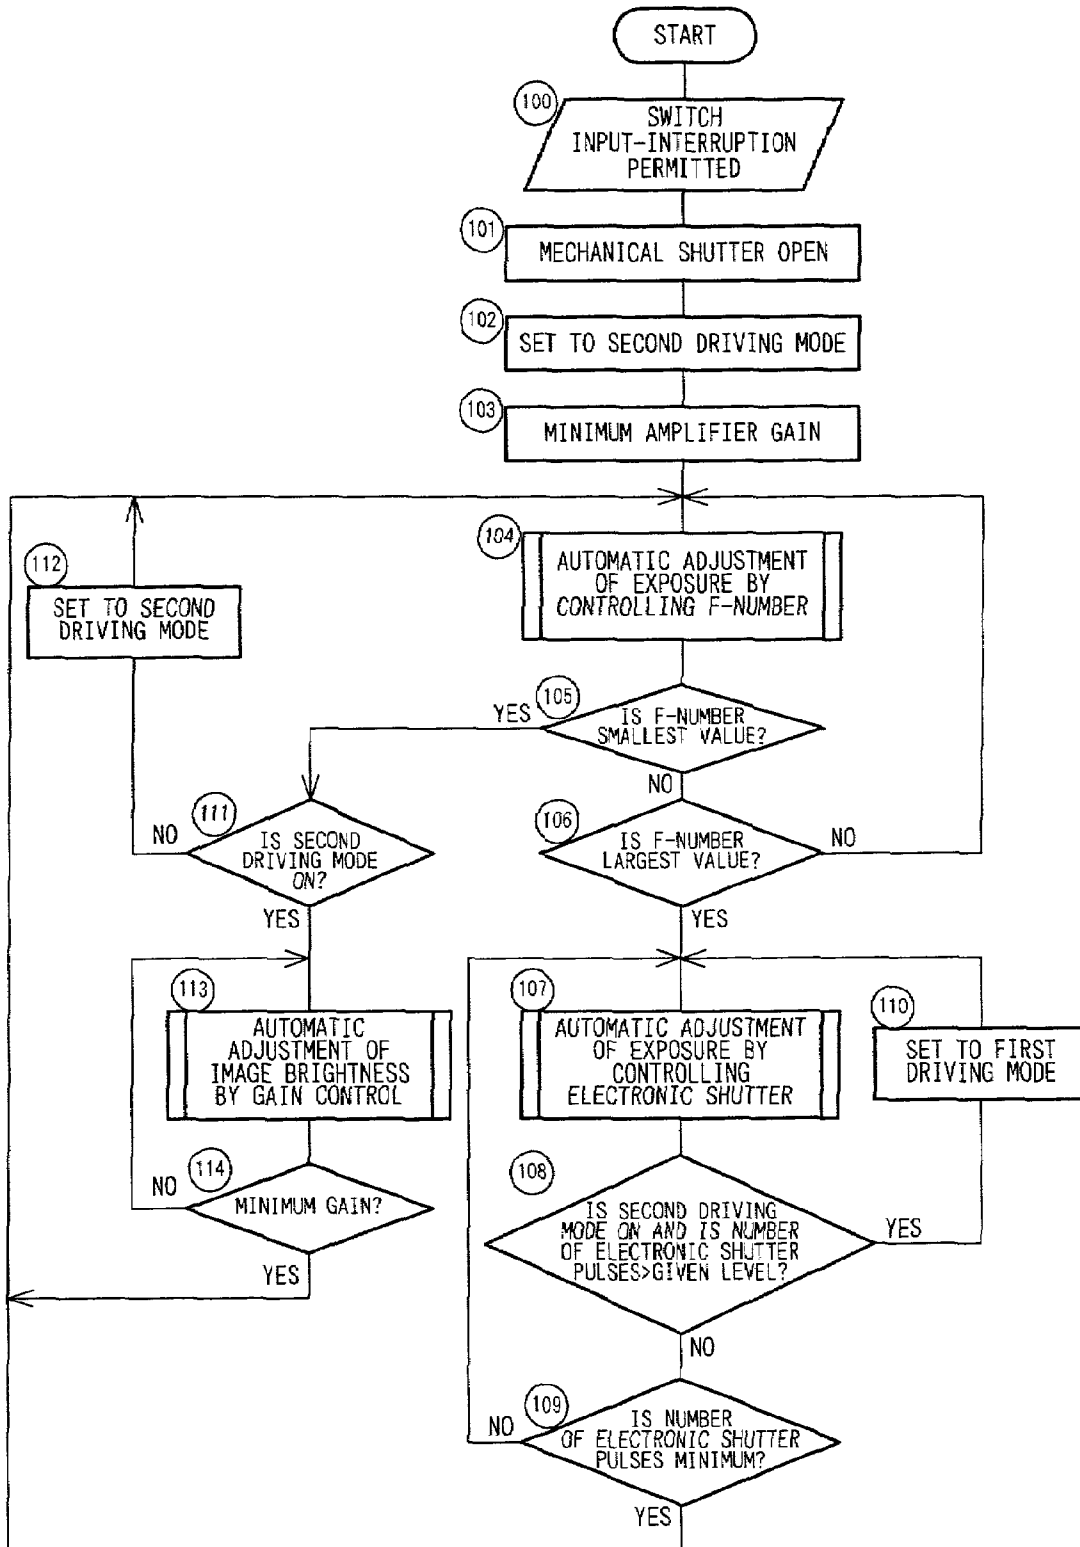 START
100
SWITCH
INPUT-INTERRUPTION
PERMITTED
101
MECHANICAL SHUTTER OPEN
102
SET TO SECOND DRIVING MODE
103
MINIMUM AMPLIFIER GAIN
104
AUTOMATIC ADJUSTMENT
OF EXPOSURE BY
CONTROLLING F-NUMBER
112
SET TO SECOND
DRIVING MODE
105
YES
IS F-NUMBER
SMALLEST VALUE?
NO
111
NO
IS SECOND
DRIVING MODE
ON?
YES
106
IS F-NUMBER
LARGEST VALUE?
NO
YES
113
AUTOMATIC
ADJUSTMENT OF
IMAGE BRIGHTNESS
BY GAIN CONTROL
107
AUTOMATIC ADJUSTMENT
OF EXPOSURE BY
CONTROLLING
ELECTRONIC SHUTTER
110
SET TO FIRST
DRIVING MODE
114
NO
MINIMUM GAIN?
YES
108
IS SECOND DRIVING
MODE ON AND IS NUMBER
OF ELECTRONIC SHUTTER
PULSES>GIVEN LEVEL?
YES
NO
109
NO
IS NUMBER
OF ELECTRONIC SHUTTER
PULSES MINIMUM?
YES